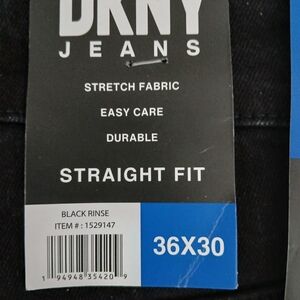 DKNY
JEANS
STRETCH FABRIC
EASY CARE
DURABLE
STRAIGHT FIT
BLACK RINSE
ITEM # : 1529147
36X30
1 94948 35420 9